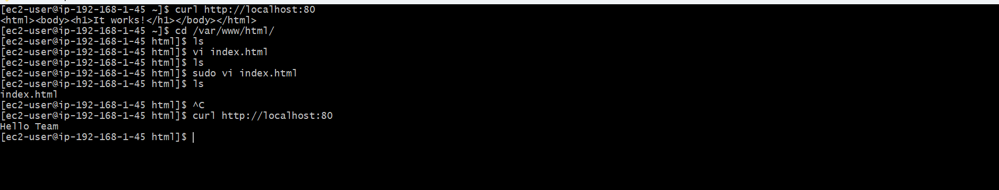 [ec2-user@ip-192-168-1-45 ~]$ curl http://localhost:80
<html><body><h1>It works!</h1></body></html>
[ec2-user@ip-192-168-1-45 ~]$ cd /var/www/html/
[ec2-user@ip-192-168-1-45 html]$ ls
[ec2-user@ip-192-168-1-45 html]$ vi index.html
[ec2-user@ip-192-168-1-45 html]$ ls
[ec2-user@ip-192-168-1-45 html]$ sudo vi index.html
[ec2-user@ip-192-168-1-45 html]$ ls
index.html
[ec2-user@ip-192-168-1-45 html]$ ^C
[ec2-user@ip-192-168-1-45 html]$ curl http://localhost:80
Hello Team
[ec2-user@ip-192-168-1-45 html]$